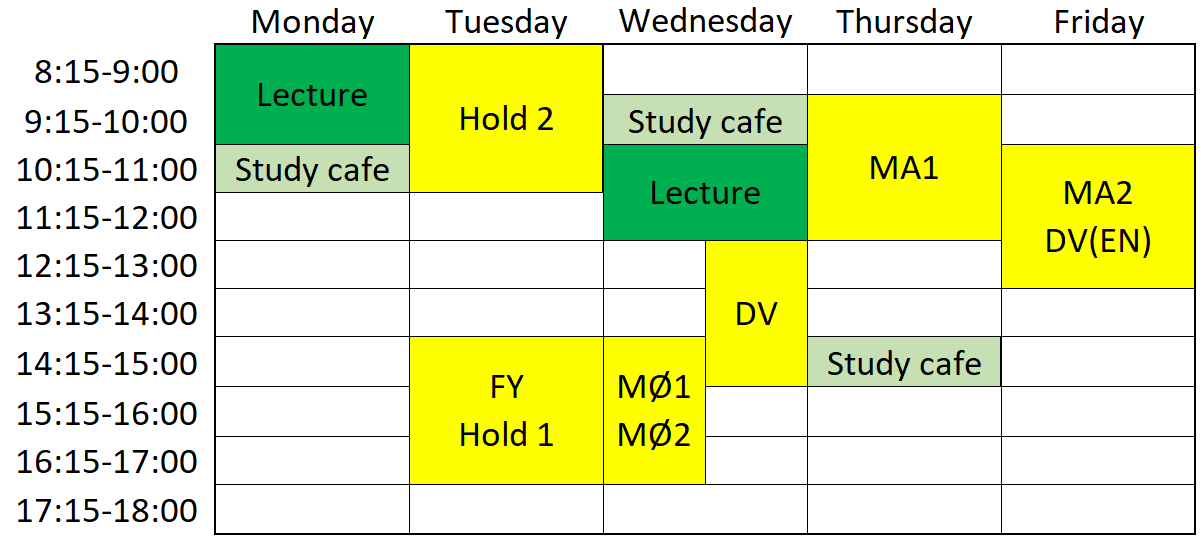 Monday Tuesday Wednesday Thursday Friday
8:15-9:00
Lecture
Hold 2
9:15-10:00
Study cafe
10:15-11:00
Study cafe
MA1
11:15-12:00
Lecture
MA2
DV(EN)
12:15-13:00
13:15-14:00
DV
14:15-15:00
Study cafe
FY
MØ1
15:15-16:00
Hold 1
MØ2
16:15-17:00
17:15-18:00